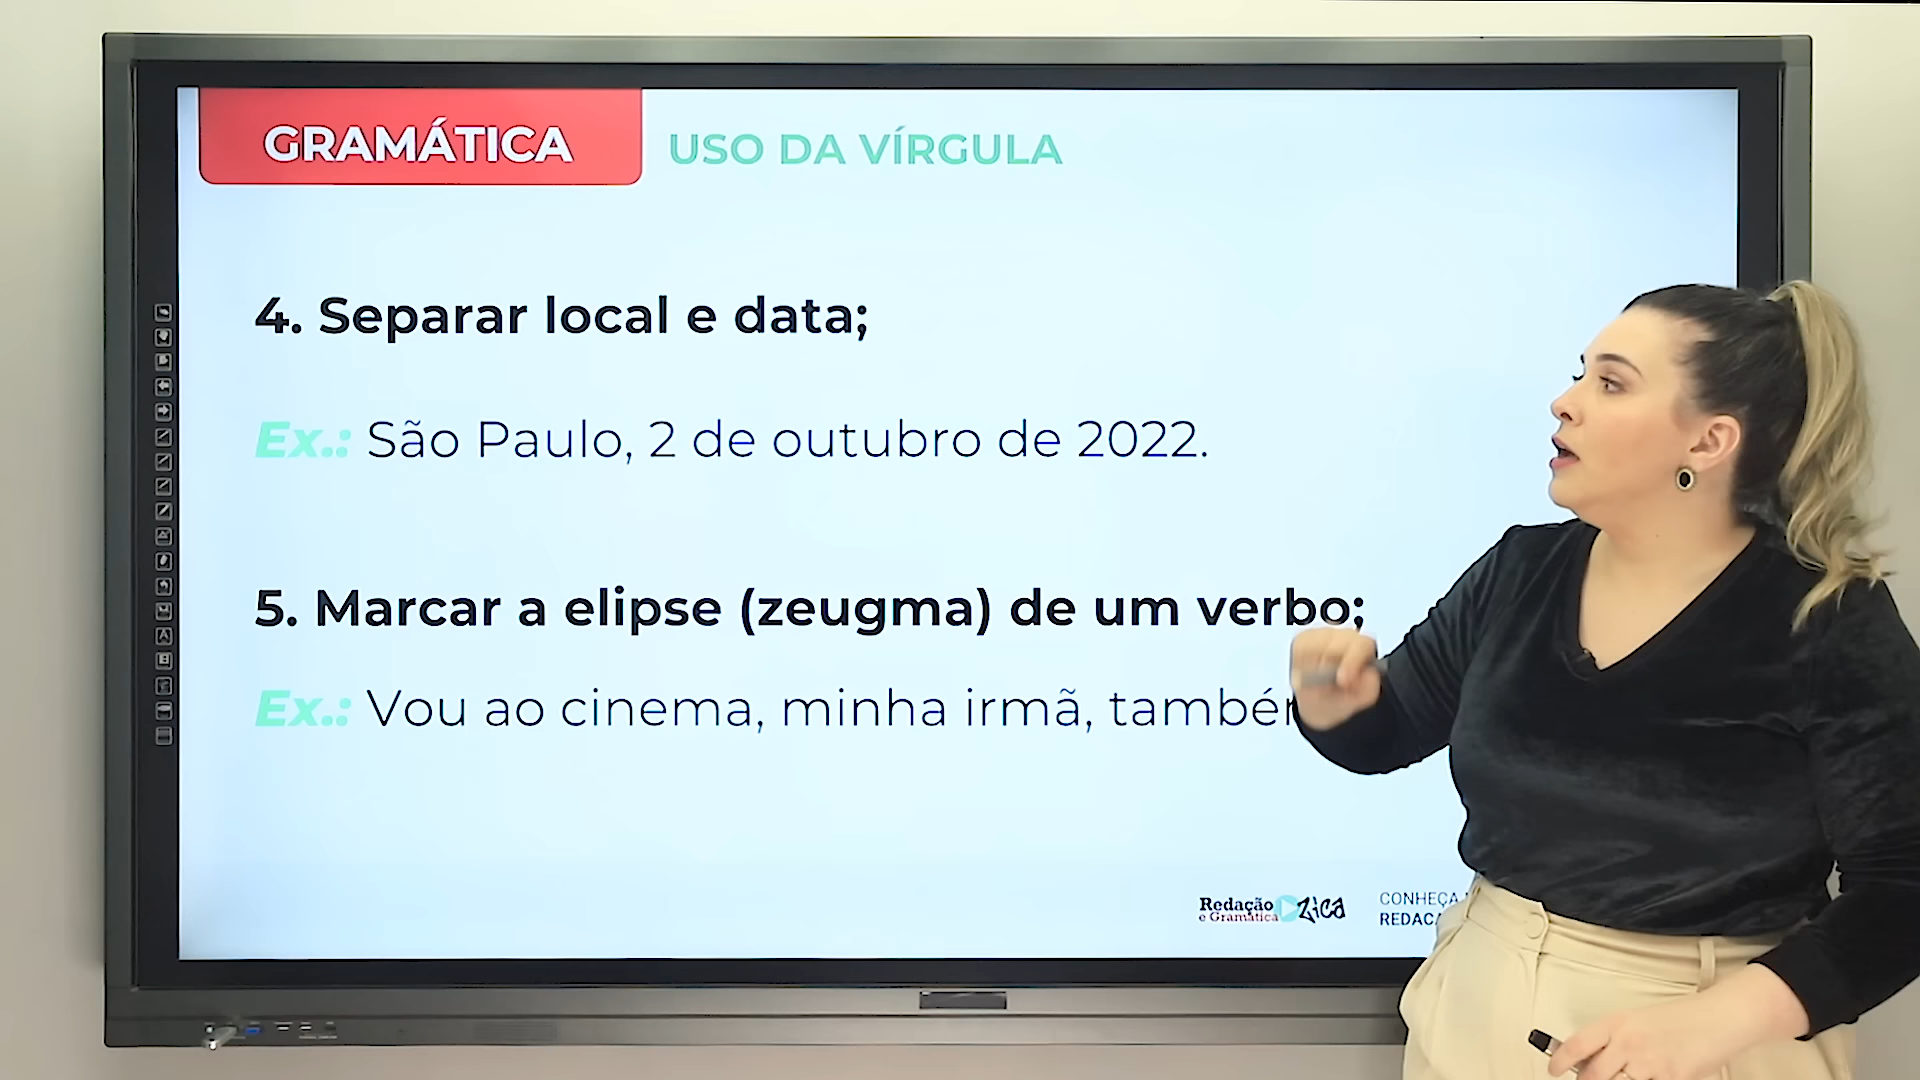 GRAMÁTICA USO DA VÍRGULA
4. Separar local e data;
Ex.: São Paulo, 2 de outubro de 2022.
5. Marcar a elipse (zeugma) de um verbo;
Ex.: Vou ao cinema, minha irmã,
Redação e Gramática Zica
CONHEÇA